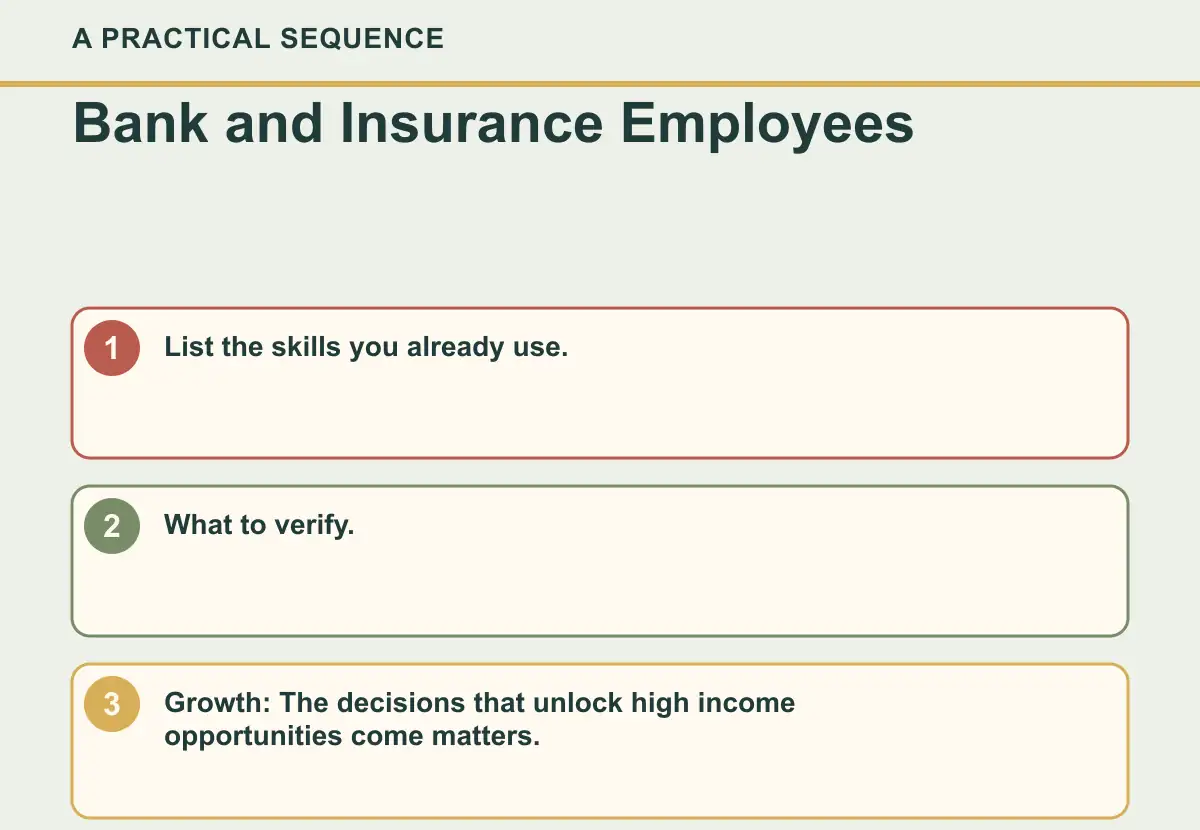 A PRACTICAL SEQUENCE
Bank and Insurance Employees
1
List the skills you already use.
2
What to verify.
3
Growth: The decisions that unlock high income
opportunities come matters.